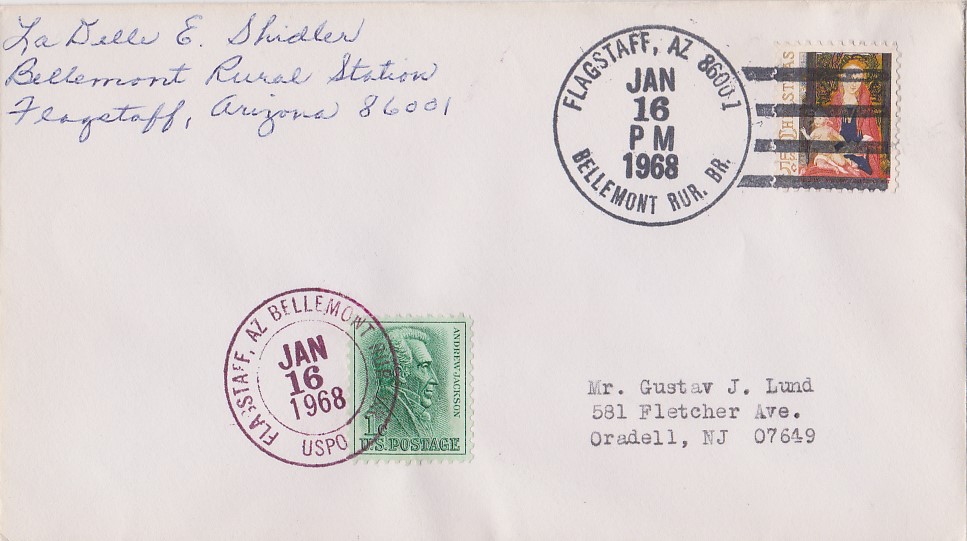 La Delle E. Shidler
Bellemont Rural Station
Flagstaff, Arizona 86001
FLAGSTAFF, AZ 86001
JAN
16
PM
1968
BELLEMONT RUR. BR.
FLAGSTAFF, AZ BELLEMONT RUR
JAN
16
1968
USPO
ANDREW JACKSON
1c
U.S. POSTAGE
Mr. Gustav J. Lund
581 Fletcher Ave.
Oradell, NJ 07649